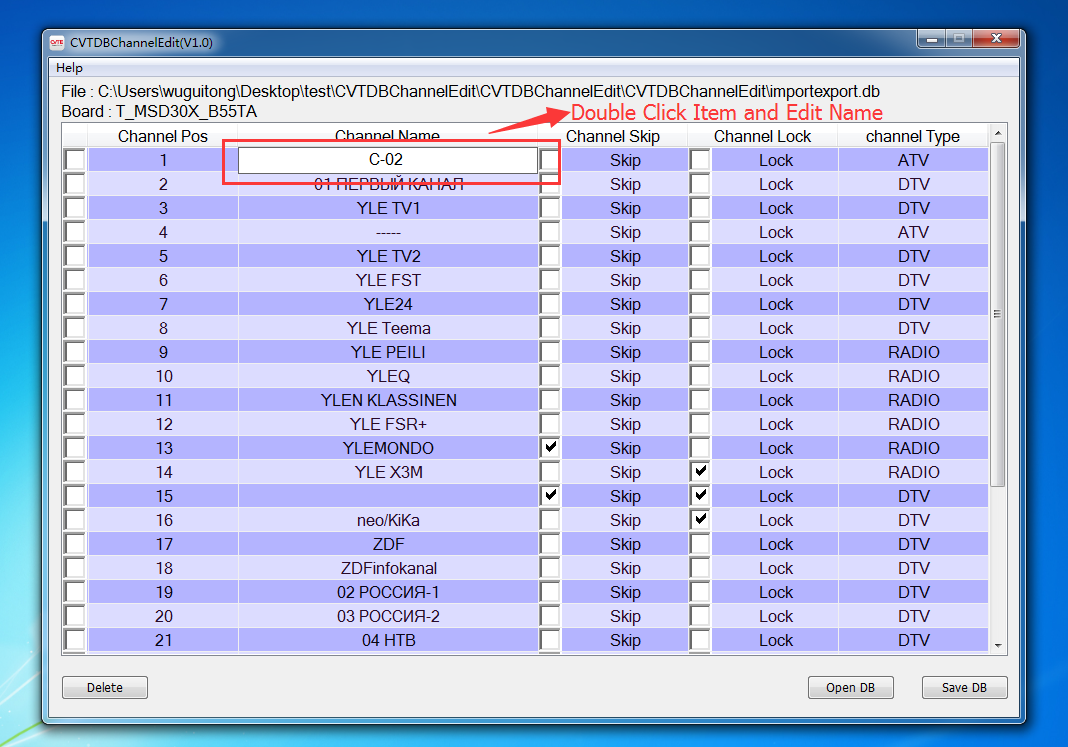 CVTE CVTDBChannelEdit(V1.0)
Help
File : C:\Users\wuguitong\Desktop\test\CVTDBChannelEdit\CVTDBChannelEdit\CVTDBChannelEdit\importexport.db
Board : T_MSD30X_B55TA
Double Click Item and Edit Name
Channel Pos Channel Name Channel Skip Channel Lock channel Type
1 C-02 Skip Lock ATV
2 01 ПЕРВЫЙ КАНАЛ Skip Lock DTV
3 YLE TV1 Skip Lock DTV
4 ----- Skip Lock ATV
5 YLE TV2 Skip Lock DTV
6 YLE FST Skip Lock DTV
7 YLE24 Skip Lock DTV
8 YLE Teema Skip Lock DTV
9 YLE PEILI Skip Lock RADIO
10 YLEQ Skip Lock RADIO
11 YLEN KLASSINEN Skip Lock RADIO
12 YLE FSR+ Skip Lock RADIO
13 YLEMONDO Skip Lock RADIO
14 YLE X3M Skip Lock RADIO
15 Skip Lock DTV
16 neo/KiKa Skip Lock DTV
17 ZDF Skip Lock DTV
18 ZDFinfokanal Skip Lock DTV
19 02 РОССИЯ-1 Skip Lock DTV
20 03 РОССИЯ-2 Skip Lock DTV
21 04 НТВ Skip Lock DTV
Delete Open DB Save DB